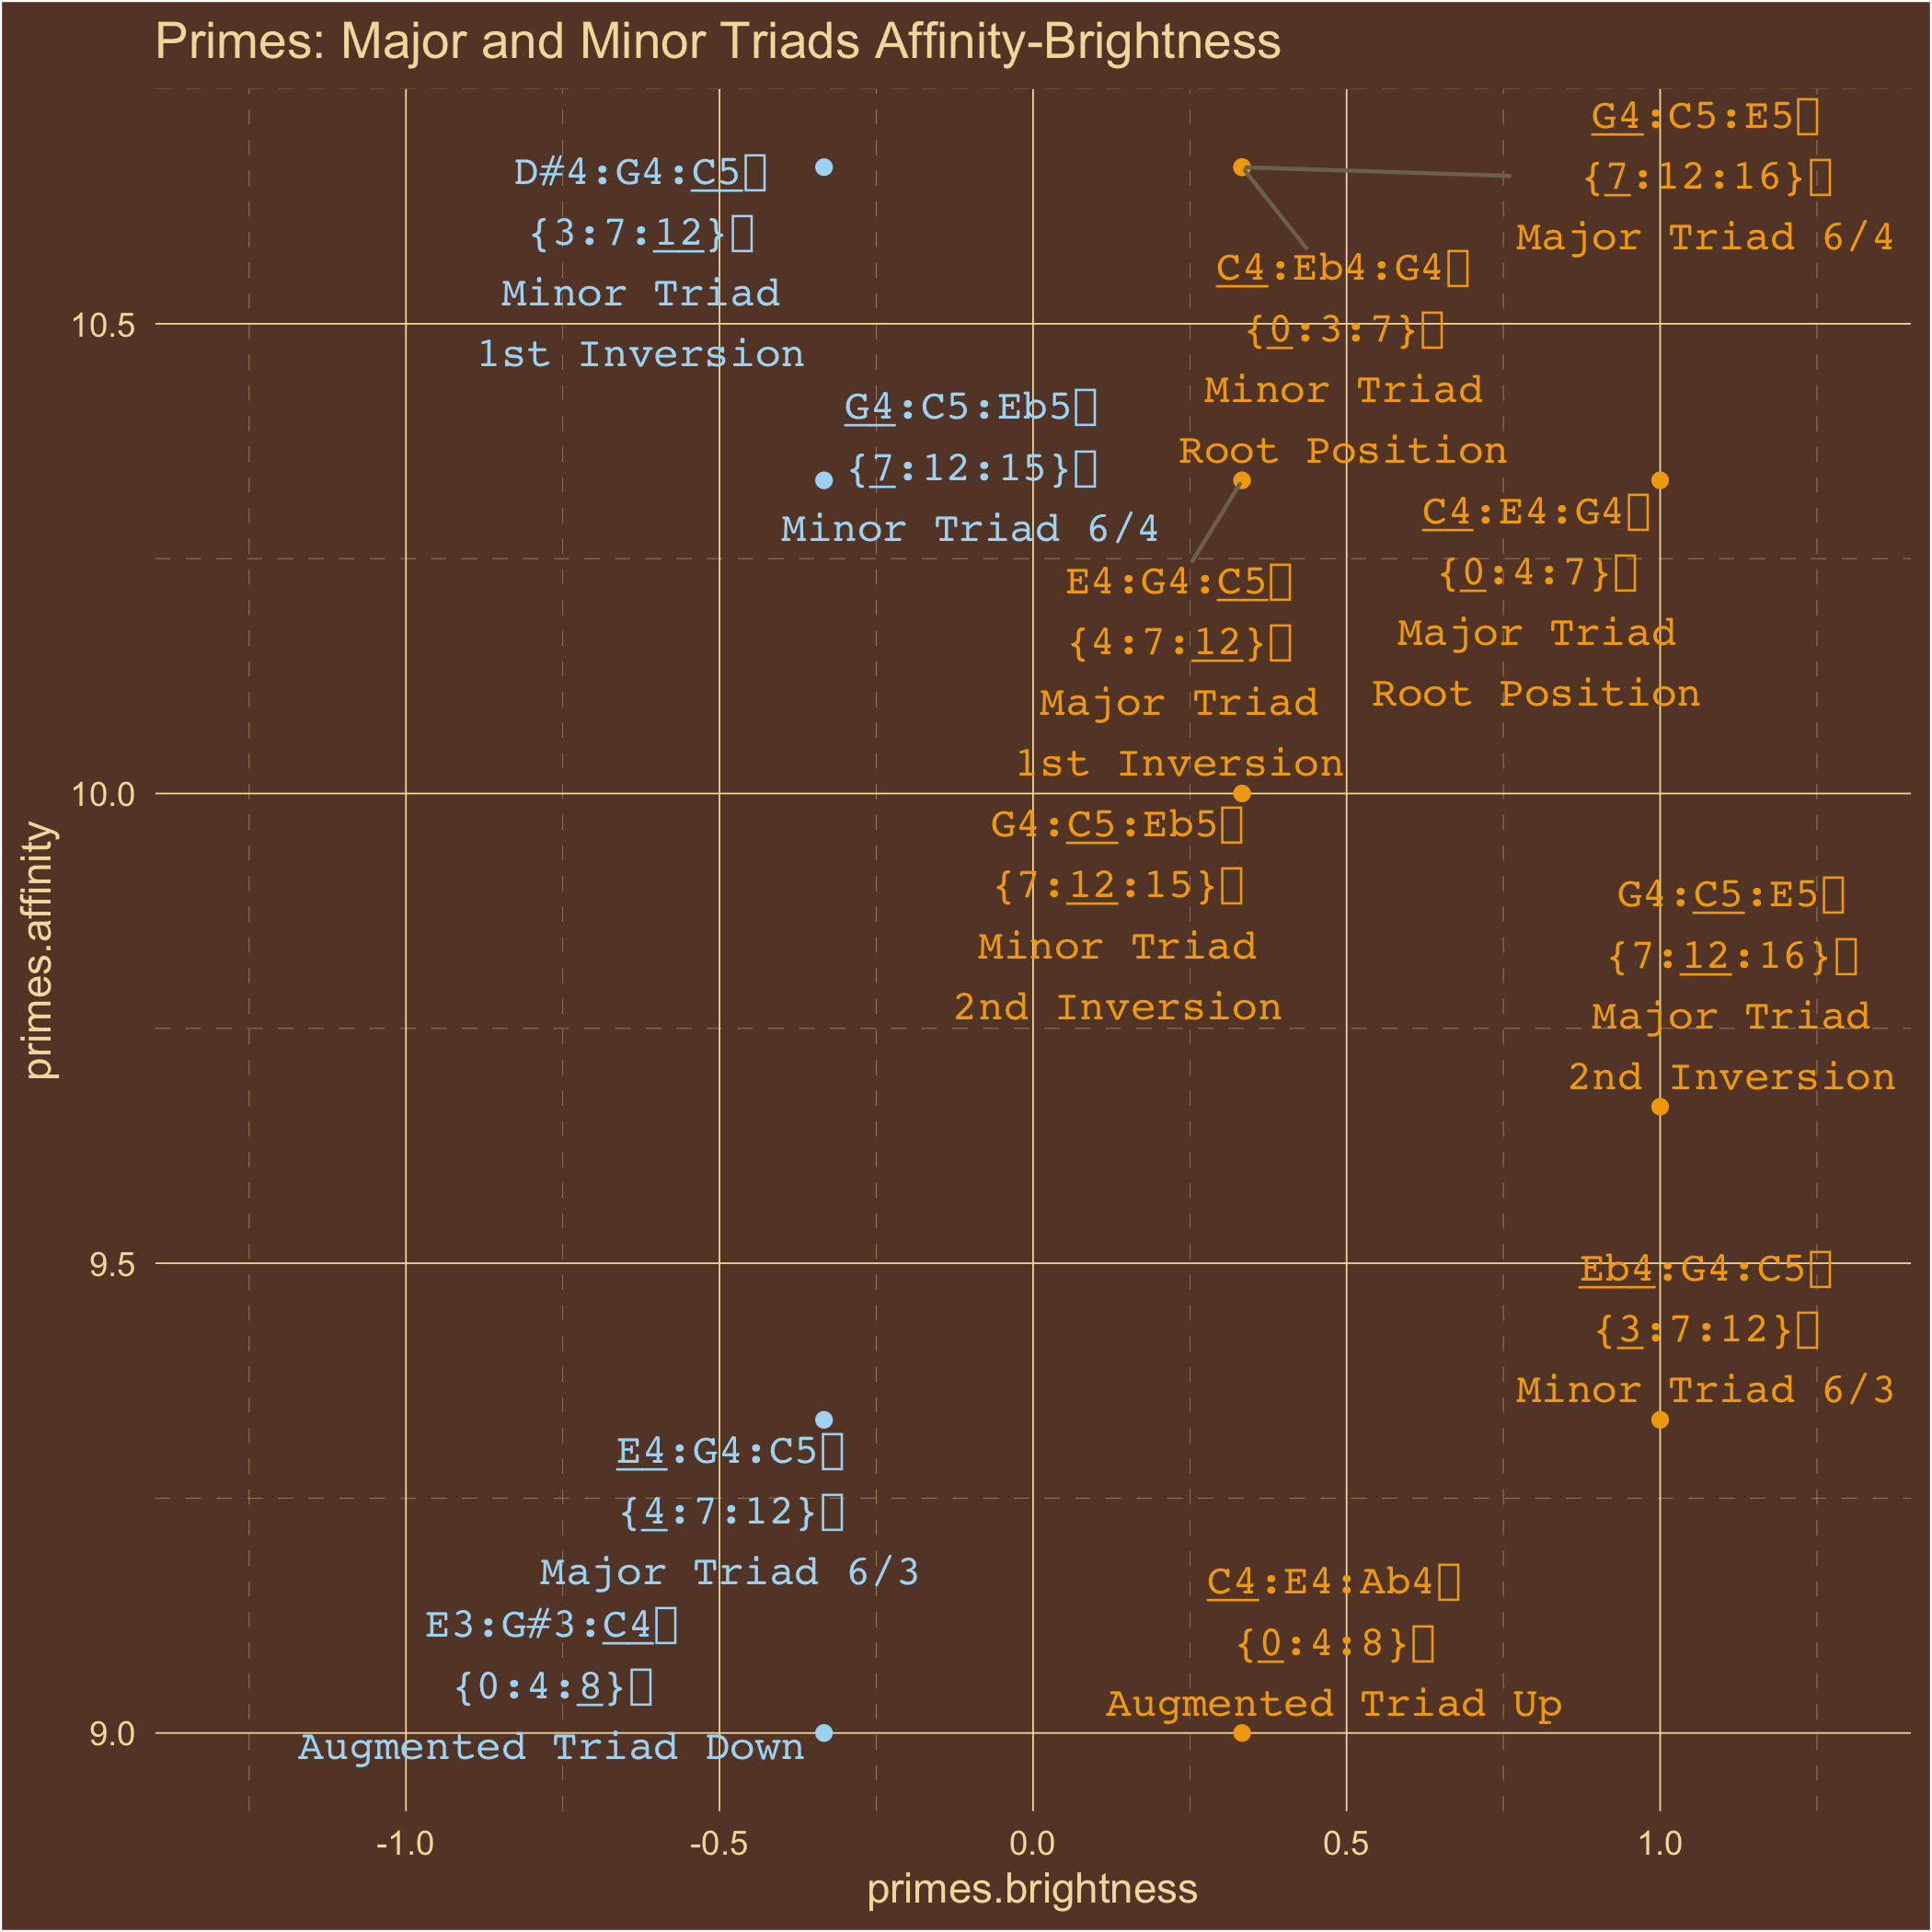 Primes: Major and Minor Triads Affinity-Brightness
G4:C5:E5
{7:12:16}
Major Triad 6/4
D#4:G4:C5
{3:7:12}
Minor Triad
1st Inversion
C4:Eb4:G4
{0:3:7}
Minor Triad
Root Position
G4:C5:Eb5
{7:12:15}
Minor Triad 6/4
C4:E4:G4
{0:4:7}
Major Triad
Root Position
E4:G4:C5
{4:7:12}
Major Triad
1st Inversion
G4:C5:Eb5
{7:12:15}
Minor Triad
2nd Inversion
G4:C5:E5
{7:12:16}
Major Triad
2nd Inversion
Eb4:G4:C5
{3:7:12}
Minor Triad 6/3
E4:G4:C5
{4:7:12}
Major Triad 6/3
E3:G#3:C4
{0:4:8}
Augmented Triad Down
C4:E4:Ab4
{0:4:8}
Augmented Triad Up
10.5
10.0
9.5
9.0
primes.affinity
-1.0
-0.5
0.0
0.5
1.0
primes.brightness